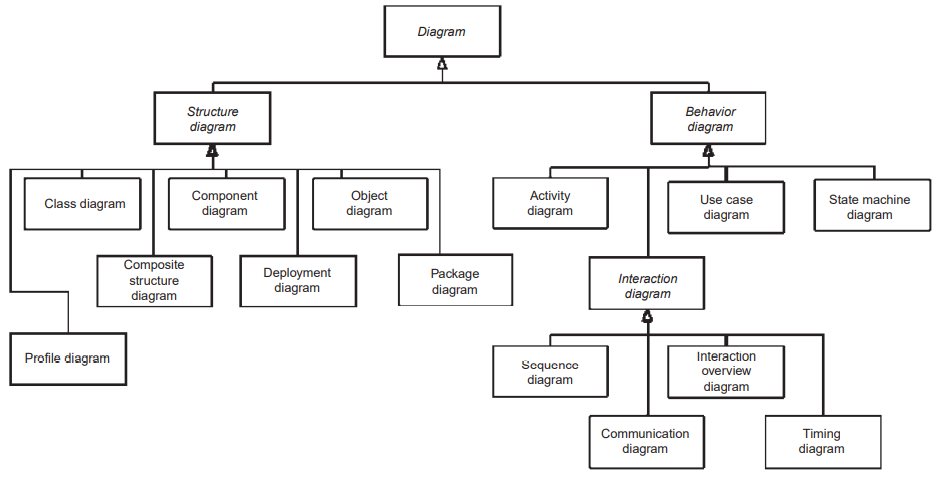 Diagram
Structure
diagram
Behavior
diagram
Class diagram
Component
diagram
Object
diagram
Activity
diagram
Use case
diagram
State machine
diagram
Composite
structure
diagram
Deployment
diagram
Package
diagram
Interaction
diagram
Profile diagram
Sequence
diagram
Interaction
overview
diagram
Communication
diagram
Timing
diagram